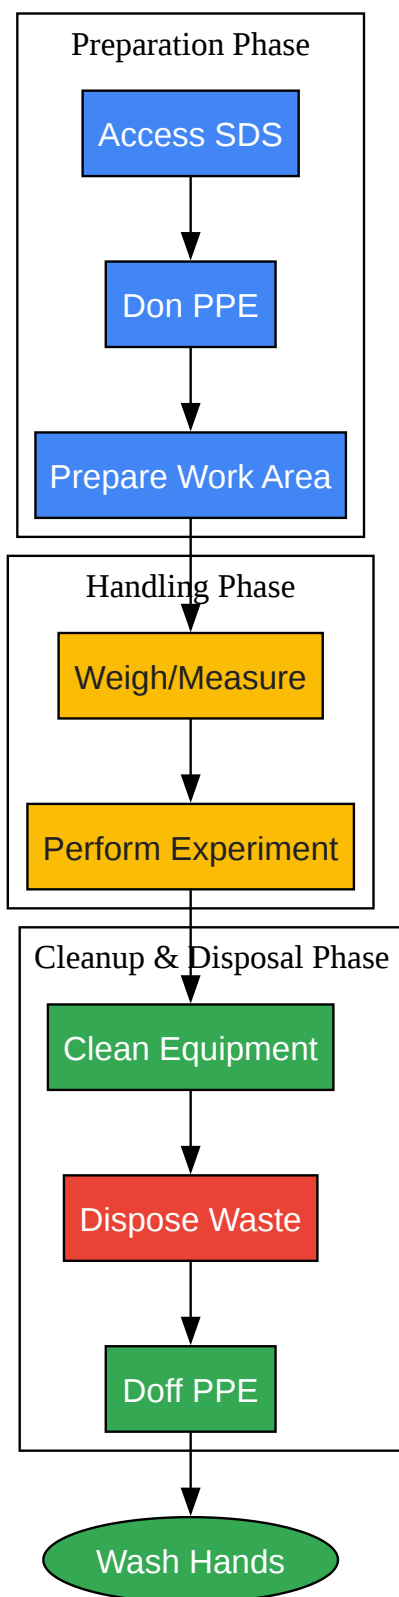 Preparation Phase
Access SDS
Don PPE
Prepare Work Area
Handling Phase
Weigh/Measure
Perform Experiment
Cleanup & Disposal Phase
Clean Equipment
Dispose Waste
Doff PPE
Wash Hands